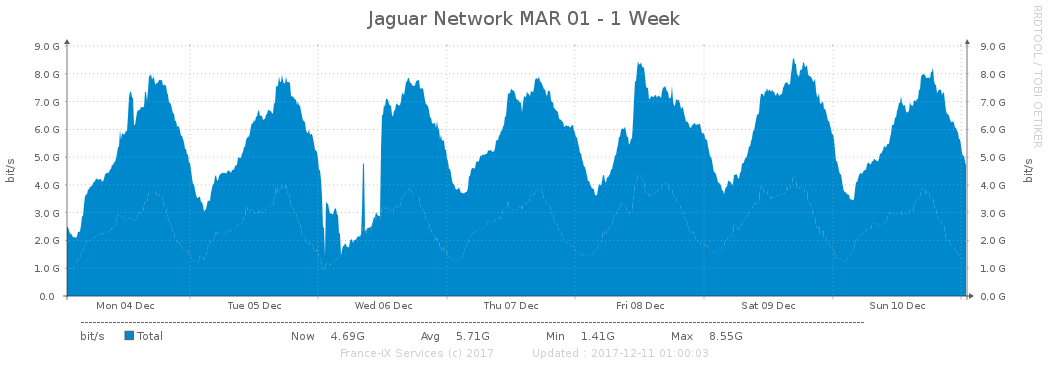 Jaguar Network MAR 01 - 1 Week
RRDTOOL / TOBI OETIKER
bit/s
9.0 G 9.0 G
8.0 G 8.0 G
7.0 G 7.0 G
6.0 G 6.0 G
5.0 G 5.0 G
4.0 G 4.0 G
3.0 G 3.0 G
2.0 G 2.0 G
1.0 G 1.0 G
0.0 0.0 G
bit/s
Mon 04 Dec Tue 05 Dec Wed 06 Dec Thu 07 Dec Fri 08 Dec Sat 09 Dec Sun 10 Dec
bit/s Total Now 4.69G Avg 5.71G Min 1.41G Max 8.55G
France-IX Services (c) 2017 Updated : 2017-12-11 01:00:03